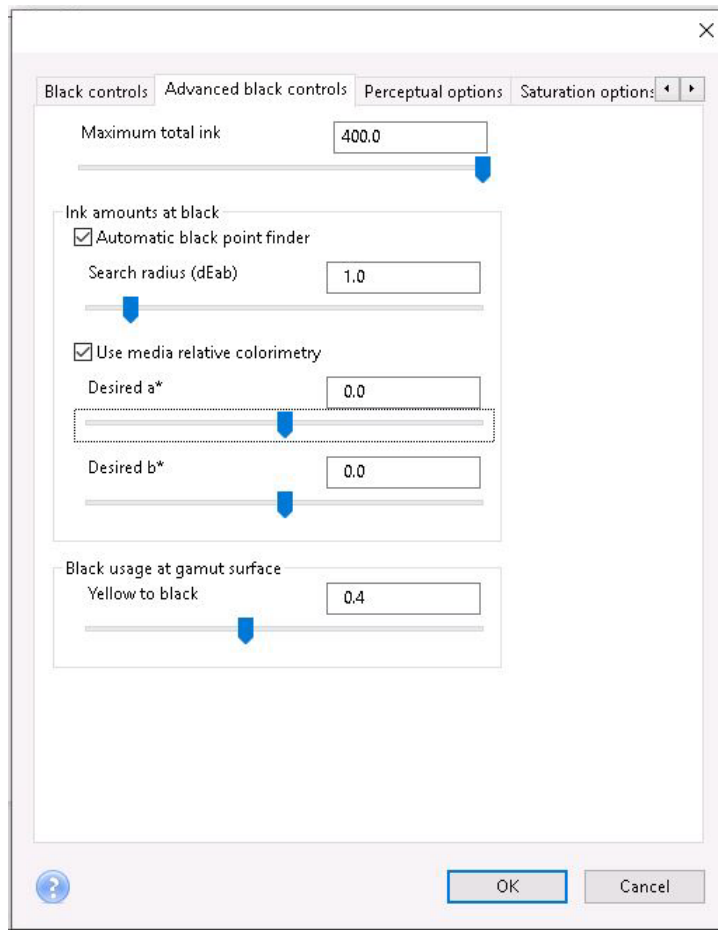 Black controls Advanced black controls Perceptual options Saturation options
Maximum total ink 400.0
Ink amounts at black
Automatic black point finder
Search radius (dEab) 1.0
Use media relative colorimetry
Desired a* 0.0
Desired b* 0.0
Black usage at gamut surface
Yellow to black 0.4
? OK Cancel